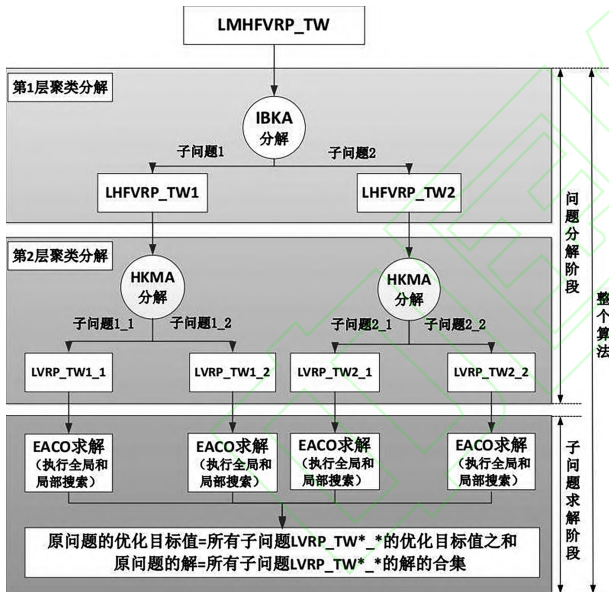 LMHFVRP_TW
第1层聚类分解
IBKA
分解
子问题1
子问题2
LHFVRP_TW1
LHFVRP_TW2
问题分解阶段
第2层聚类分解
HKMA
分解
HKMA
分解
子问题1_1
子问题1_2
子问题2_1
子问题2_2
整个算法
LVRP_TW1_1
LVRP_TW1_2
LVRP_TW2_1
LVRP_TW2_2
EACO求解
(执行全局和
局部搜索)
EACO求解
(执行全局和
局部搜索)
EACO求解
(执行全局和
局部搜索)
EACO求解
(执行全局和
局部搜索)
子问题求解阶段
原问题的优化目标值=所有子问题LVRP_TW*_*的优化目标值之和
原问题的解=所有子问题LVRP_TW*_*的解的合集